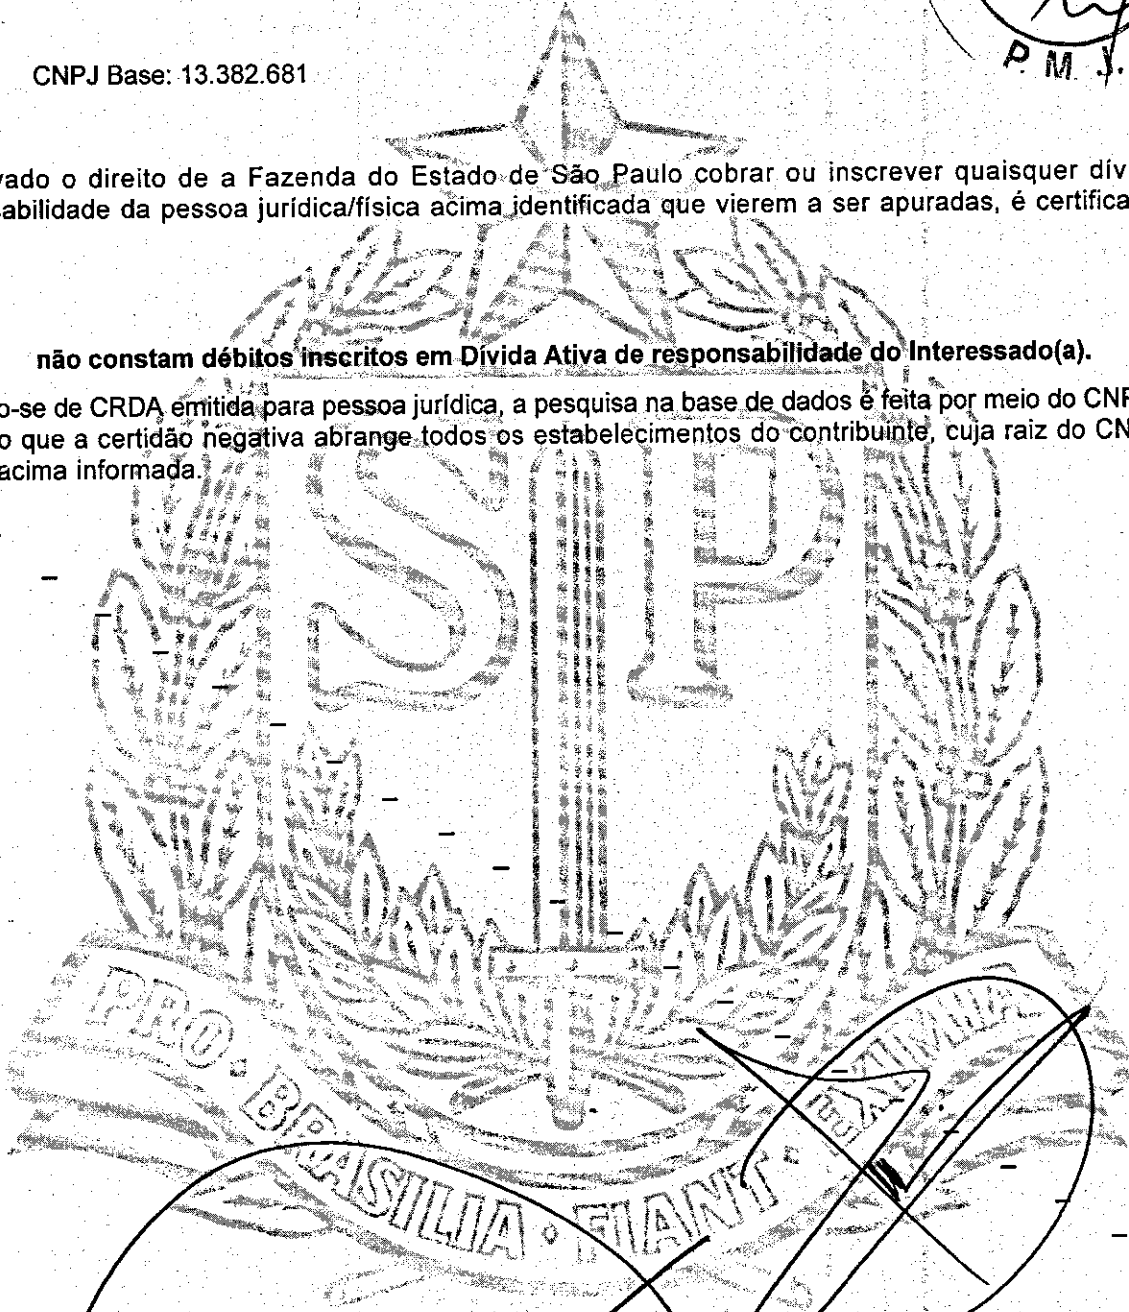 P. M. J.
CNPJ Base: 13.382.681
vado o direito de a Fazenda do Estado de São Paulo cobrar ou inscrever quaisquer dív
abilidade da pessoa jurídica/física acima identificada que vierem a ser apuradas, é certifica
não constam débitos inscritos em Dívida Ativa de responsabilidade do Interessado(a).
o-se de CRDA emitida para pessoa jurídica, a pesquisa na base de dados é feita por meio do CNP
o que a certidão negativa abrange todos os estabelecimentos do contribuinte, cuja raiz do CN
acima informada.
SP
PRO · BRASILIA · FIANT · EXIMIA